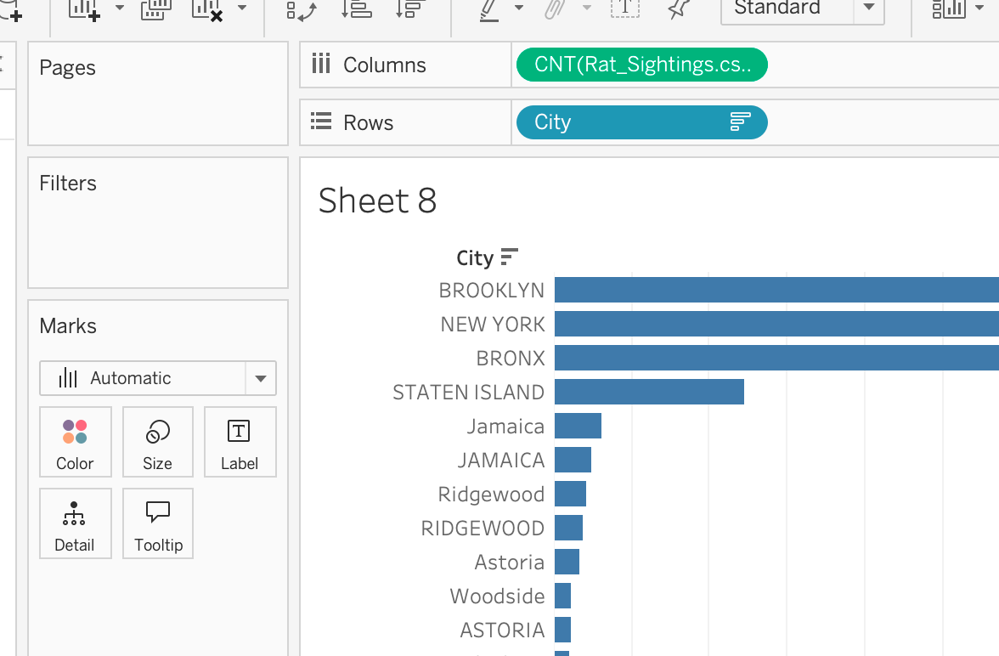 Standard
Pages
Columns
CNT(Rat_Sightings.cs..
Rows
City
Filters
Sheet 8
City
BROOKLYN
NEW YORK
BRONX
STATEN ISLAND
Jamaica
JAMAICA
Ridgewood
RIDGEWOOD
Astoria
Woodside
ASTORIA
Marks
Automatic
Color
Size
T
Label
Detail
Tooltip